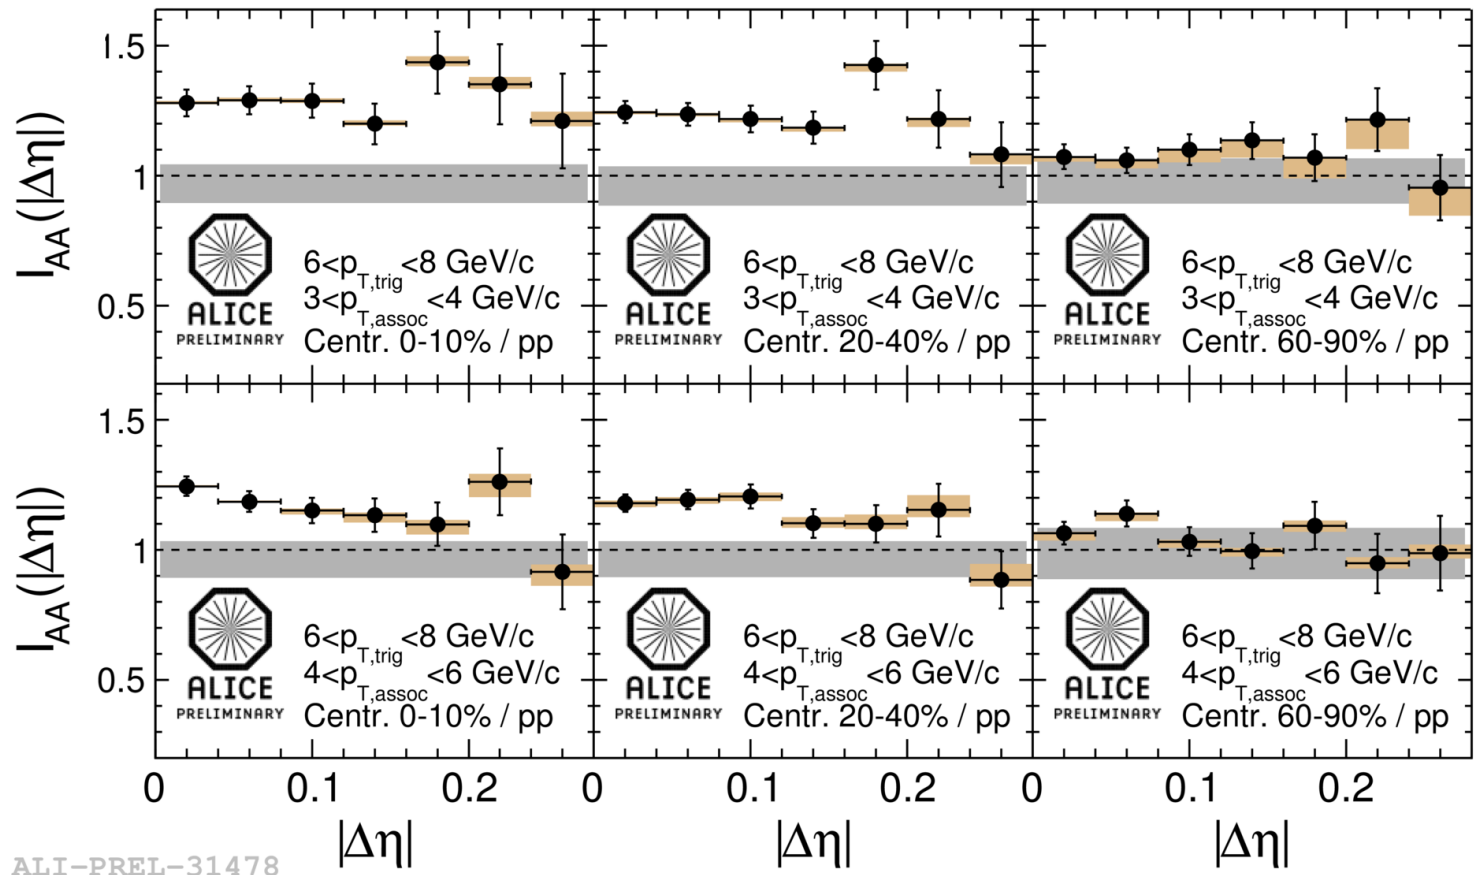 I_AA(|Δη|)
1.5
1
0.5
ALICE
PRELIMINARY
6<p_T,trig<8 GeV/c
3<p_T,assoc<4 GeV/c
Centr. 0-10% / pp
ALICE
PRELIMINARY
6<p_T,trig<8 GeV/c
3<p_T,assoc<4 GeV/c
Centr. 20-40% / pp
ALICE
PRELIMINARY
6<p_T,trig<8 GeV/c
3<p_T,assoc<4 GeV/c
Centr. 60-90% / pp
I_AA(|Δη|)
1.5
1
0.5
ALICE
PRELIMINARY
6<p_T,trig<8 GeV/c
4<p_T,assoc<6 GeV/c
Centr. 0-10% / pp
ALICE
PRELIMINARY
6<p_T,trig<8 GeV/c
4<p_T,assoc<6 GeV/c
Centr. 20-40% / pp
ALICE
PRELIMINARY
6<p_T,trig<8 GeV/c
4<p_T,assoc<6 GeV/c
Centr. 60-90% / pp
0 0.1 0.2 0 0.1 0.2 0 0.1 0.2
|Δη| |Δη| |Δη|
ALI-PREL-31478